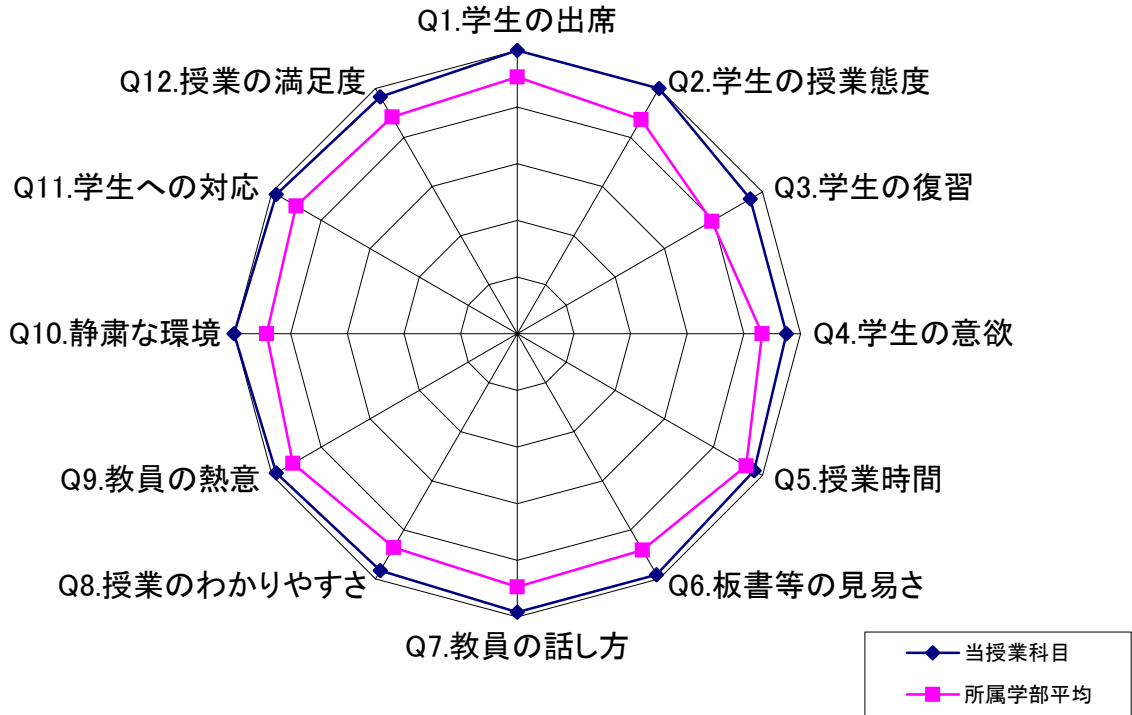 Q1.学生の出席
Q2.学生の授業態度
Q3.学生の復習
Q4.学生の意欲
Q5.授業時間
Q6.板書等の見易さ
Q7.教員の話し方
Q8.授業のわかりやすさ
Q9.教員の熱意
Q10.静粛な環境
Q11.学生への対応
Q12.授業の満足度
当授業科目
所属学部平均